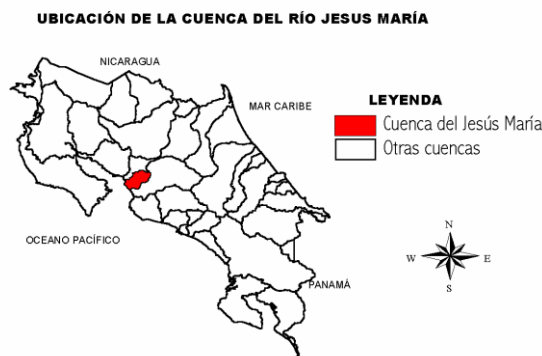 UBICACIÓN DE LA CUENCA DEL RÍO JESUS MARÍA
NICARAGUA
MAR CARIBE
LEYENDA
Cuenca del Jesús María
Otras cuencas
OCEANO PACÍFICO
N
W
E
S
PANAMÁ